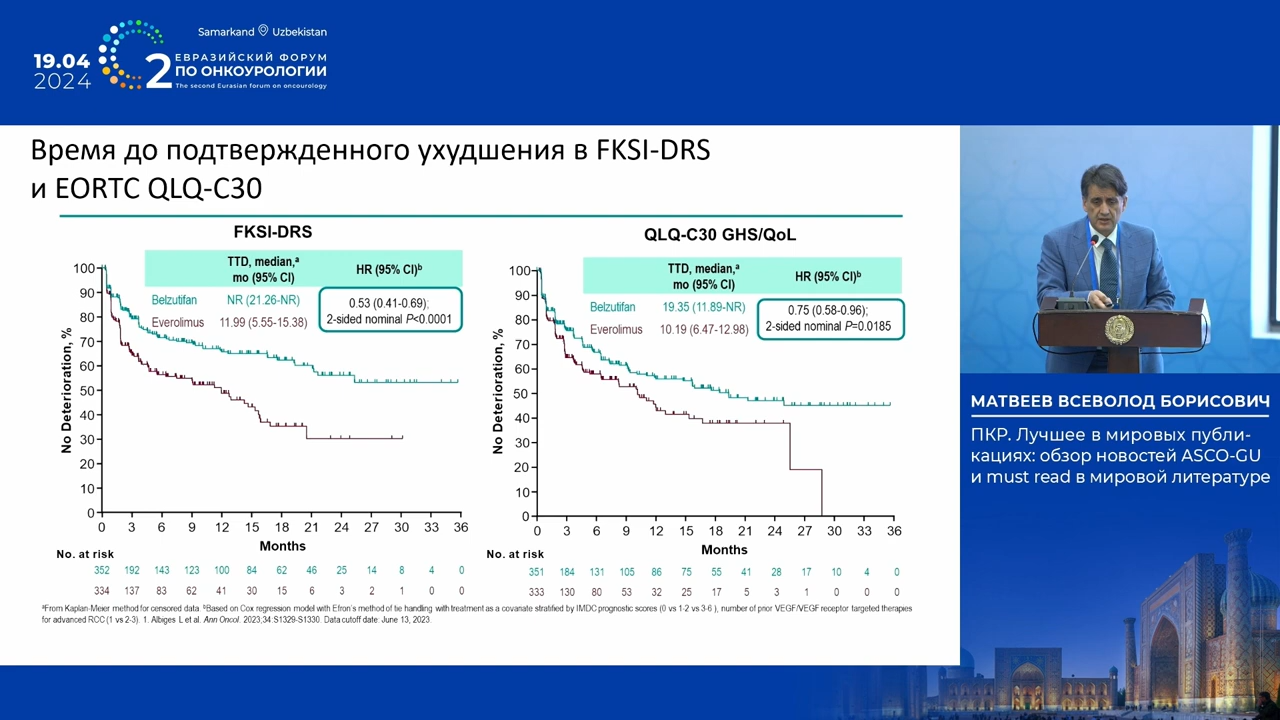 Samarkand Uzbekistan
19.04
2024
2
ЕВРАЗИЙСКИЙ ФОРУМ
ПО ОНКОУРОЛОГИИ
The second Eurasian forum on oncourology
Время до подтвержденного ухудшения в FKSI-DRS
и EORTC QLQ-C30
FKSI-DRS
TTD, median,ᵃ
mo (95% CI)
HR (95% CI)ᵇ
Belzutifan NR (21.26-NR)
Everolimus 11.99 (5.55-15.38)
0.53 (0.41-0.69);
2-sided nominal P<0.0001
No Deterioration, %
100
90
80
70
60
50
40
30
20
10
0
0 3 6 9 12 15 18 21 24 27 30 33 36
Months
No. at risk
352 192 143 123 100 84 62 46 25 14 8 4 0
334 137 83 62 41 30 15 6 3 1 0 0 0
QLQ-C30 GHS/QoL
TTD, median,ᵃ
mo (95% CI)
HR (95% CI)ᵇ
Belzutifan 19.35 (11.89-NR)
Everolimus 10.19 (6.47-12.98)
0.75 (0.58-0.96);
2-sided nominal P=0.0185
No Deterioration, %
100
90
80
70
60
50
40
30
20
10
0
0 3 6 9 12 15 18 21 24 27 30 33 36
Months
No. at risk
351 184 131 105 86 75 55 41 28 17 10 4 0
333 130 80 53 32 25 17 5 3 1 0 0 0
ᵃFrom Kaplan-Meier method for censored data. ᵇBased on Cox regression model with Efron's method of tie handling with treatment as a covariate stratified by IMDC prognostic scores (0 vs 1-2 vs 3-6 ), number of prior VEGF/VEGF receptor targeted therapies
for advanced RCC (1 vs 2-3). 1. Albiges L et al. Ann Oncol. 2023;34:S1329-S1330. Data cutoff date: June 13, 2023.
МАТВЕЕВ ВСЕВОЛОД БОРИСОВИЧ
ПКР. Лучшее в мировых публи-
кациях: обзор новостей ASCO-GU
и must read в мировой литературе